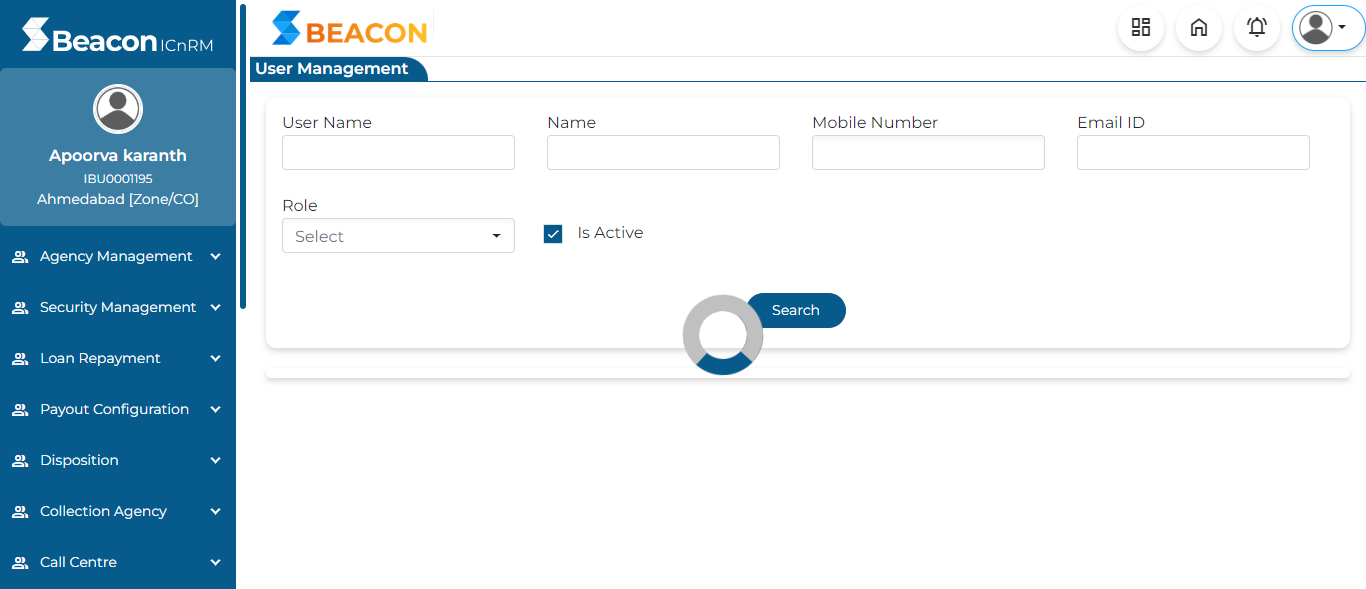 Beacon ICnRM
Apoorva karanth
IBU0001195
Ahmedabad [Zone/CO]
Agency Management
Security Management
Loan Repayment
Payout Configuration
Disposition
Collection Agency
Call Centre
BEACON
User Management
User Name
Name
Mobile Number
Email ID
Role
Select
Is Active
Search